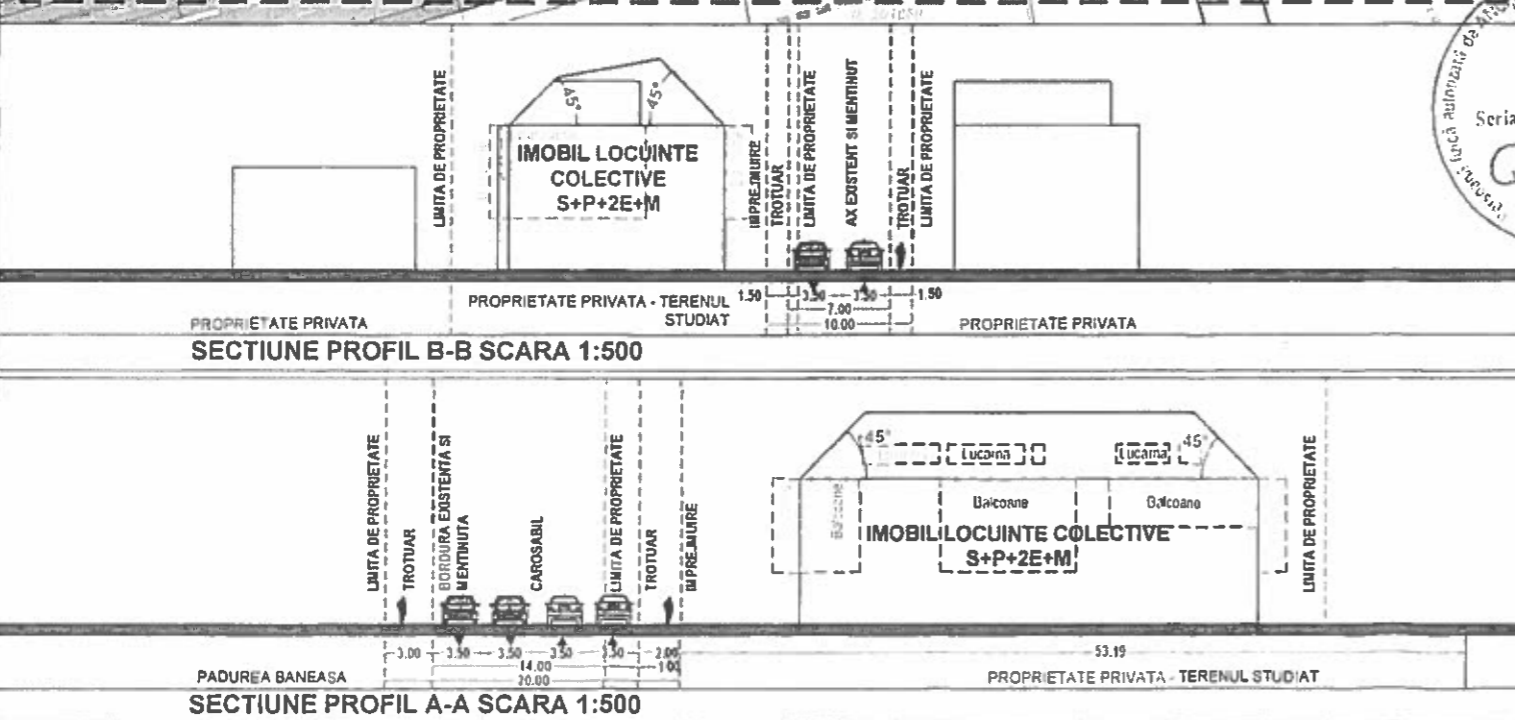 LIMITA DE PROPRIETATE
45°
45°
IMOBIL LOCUINTE
COLECTIVE
S+P+2E+M
IMPREJMUIRE
TROTUAR
LIMITA DE PROPRIETATE
AX EXISTENT SI MENTINUT
TROTUAR
LIMITA DE PROPRIETATE
Seria
PROPRIETATE PRIVATA
PROPRIETATE PRIVATA - TERENUL
STUDIAT
1.50
3.50
3.50
1.50
7.00
10.00
PROPRIETATE PRIVATA
SECTIUNE PROFIL B-B SCARA 1:500
LIMITA DE PROPRIETATE
TROTUAR
BORDURA EXISTENTA SI
MENTINUTA
CAROSABIL
LIMITA DE PROPRIETATE
TROTUAR
IMPREJMUIRE
45°
Lucarna
Lucarna
45°
Balcoane
Balcoane
Balcoane
IMOBIL LOCUINTE COLECTIVE
S+P+2E+M
LIMITA DE PROPRIETATE
3.00
3.50
3.50
3.50
3.50
2.00
14.00
1.00
20.00
53.19
PADUREA BANEASA
PROPRIETATE PRIVATA - TERENUL STUDIAT
SECTIUNE PROFIL A-A SCARA 1:500